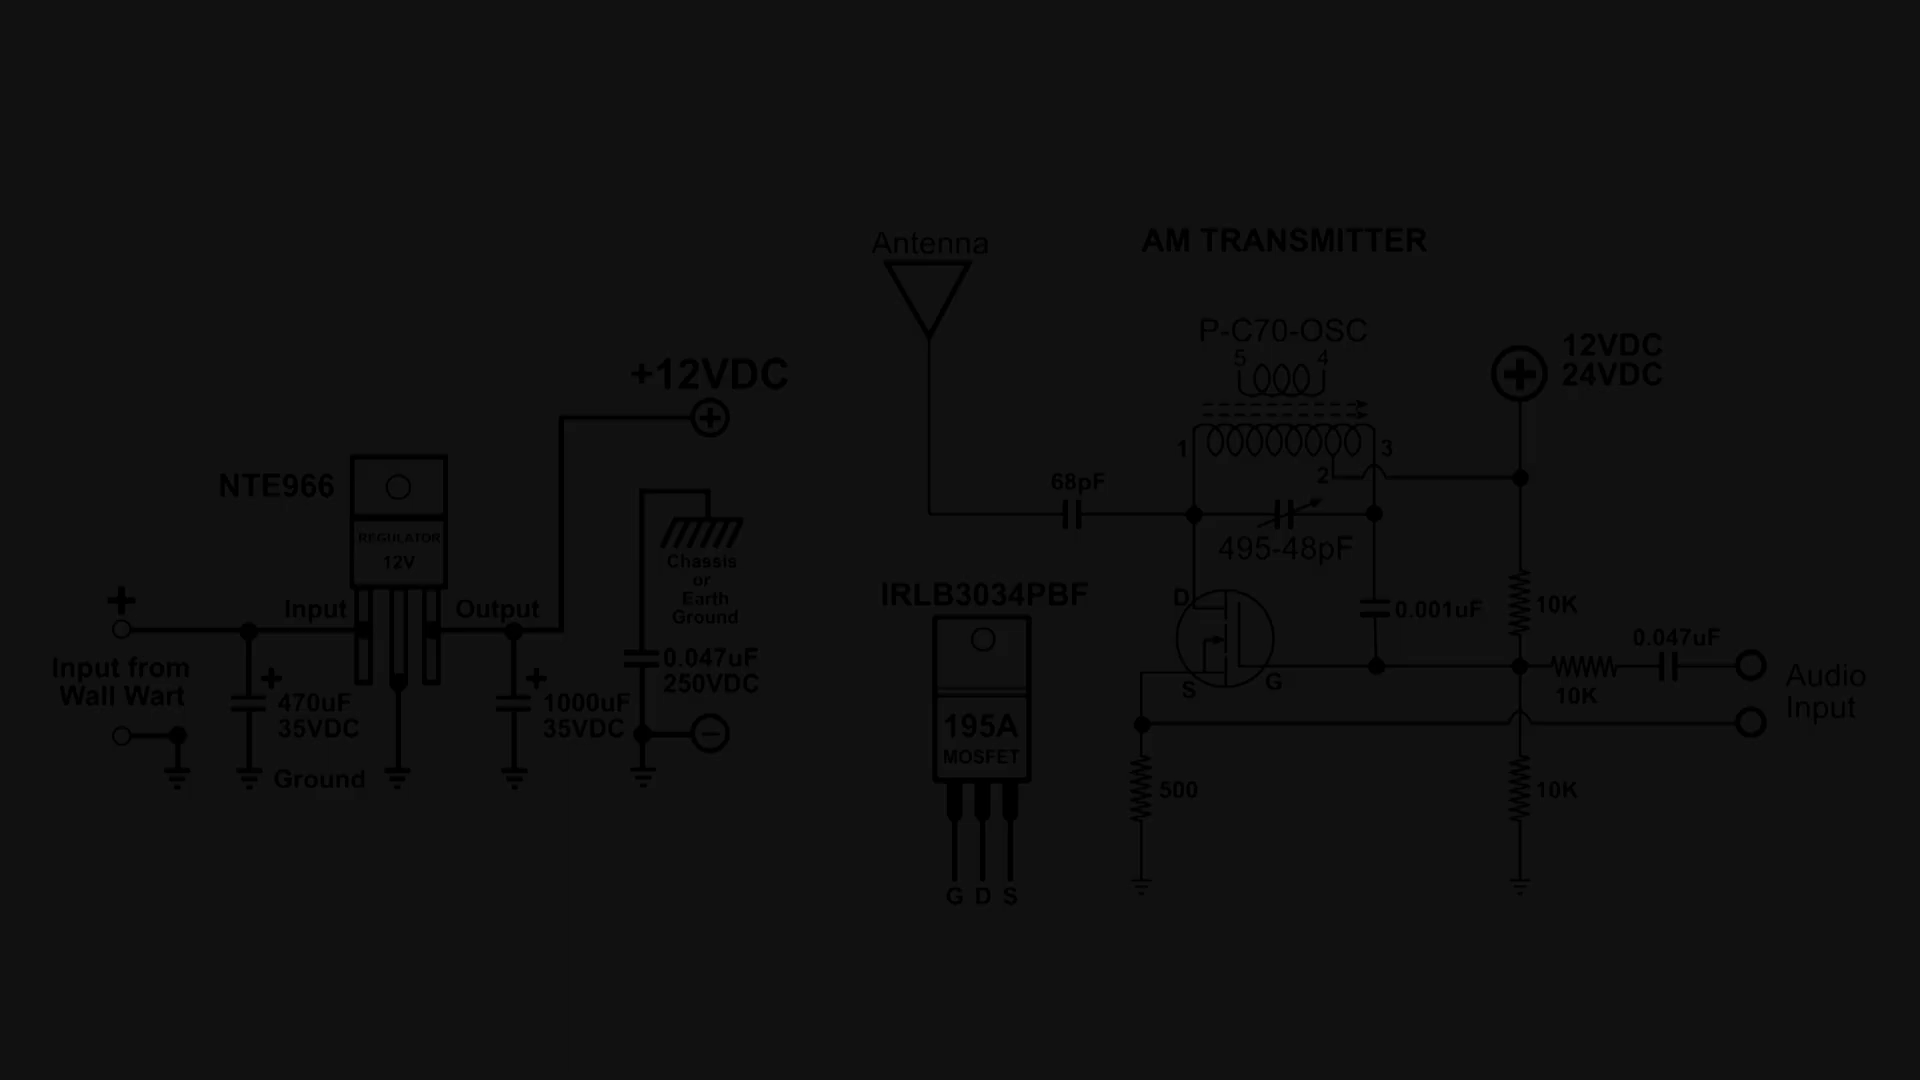 AM TRANSMITTER
Antenna
P-C70-OSC
5 4
12VDC
24VDC
+12VDC
1
3
2
68pF
NTE966
REGULATOR
12V
495-48pF
Chassis
or
Earth
Ground
IRLB3034PBF
D
S
G
0.001uF
10K
+
Input
Output
+
+
Input from
Wall Wart
470uF
35VDC
1000uF
35VDC
0.047uF
250VDC
0.047uF
10K
Audio
Input
195A
MOSFET
Ground
500
10K
G D S